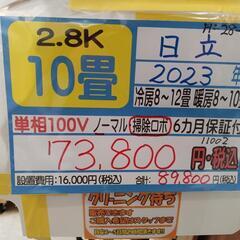 2.8K
日立
10畳
2023
冷房8〜12畳 暖房8〜10
単相100V ノーマル 掃除ロボ 6カ月保証付
11002
73,800 円・税込
設置費用:16,000円(税込) 合計: 89,800円(税込)
クリーニング待ち